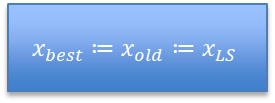 x_best := x_old := x_LS